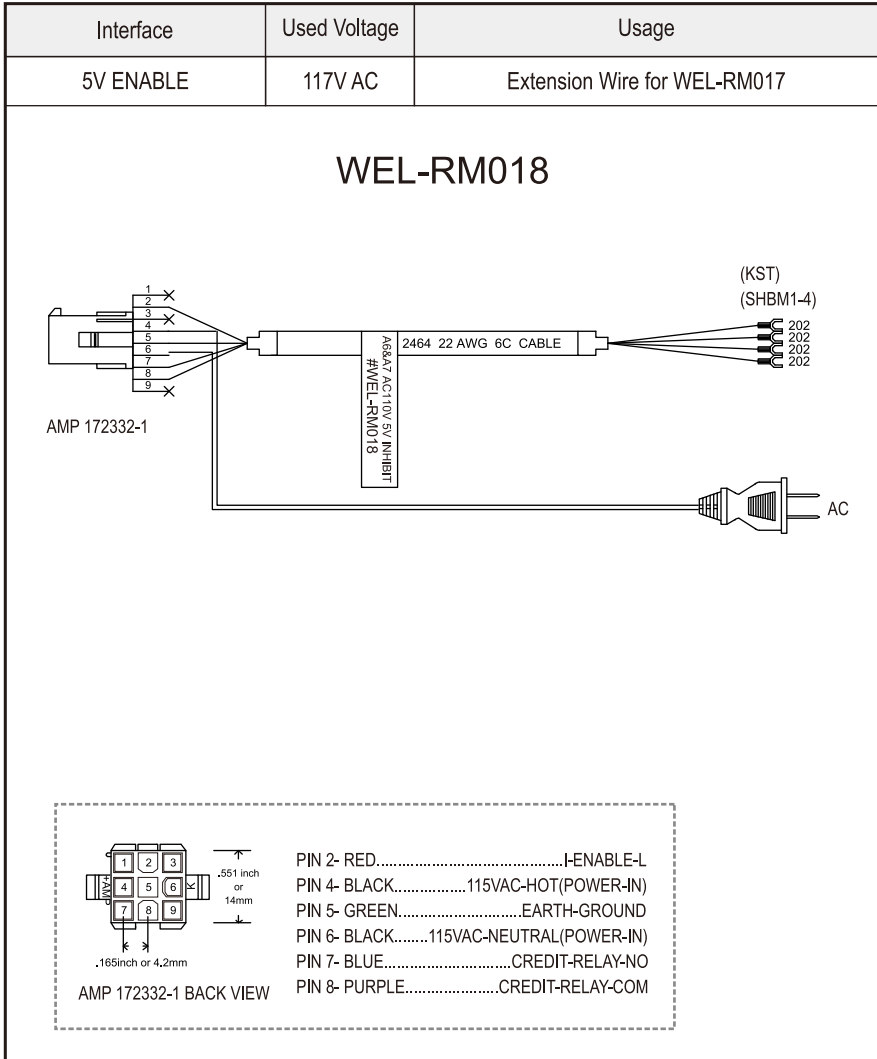 Interface Used Voltage Usage
5V ENABLE 117V AC Extension Wire for WEL-RM017
WEL-RM018
(KST)
(SHBM1-4)
1
2
3
4
5
6
7
8
9
202
202
202
202
2464 22 AWG 6C CABLE
A6&A7 AC110V 5V INHIBIT
#WEL-RM018
AMP 172332-1
AC
1 2 3
4 5 6
7 8 9
+AMP
K
.551 inch
or
14mm
.165inch or 4.2mm
AMP 172332-1 BACK VIEW
PIN 2- RED.................................I-ENABLE-L
PIN 4- BLACK.............115VAC-HOT(POWER-IN)
PIN 5- GREEN......................EARTH-GROUND
PIN 6- BLACK.......115VAC-NEUTRAL(POWER-IN)
PIN 7- BLUE......................CREDIT-RELAY-NO
PIN 8- PURPLE.....................CREDIT-RELAY-COM